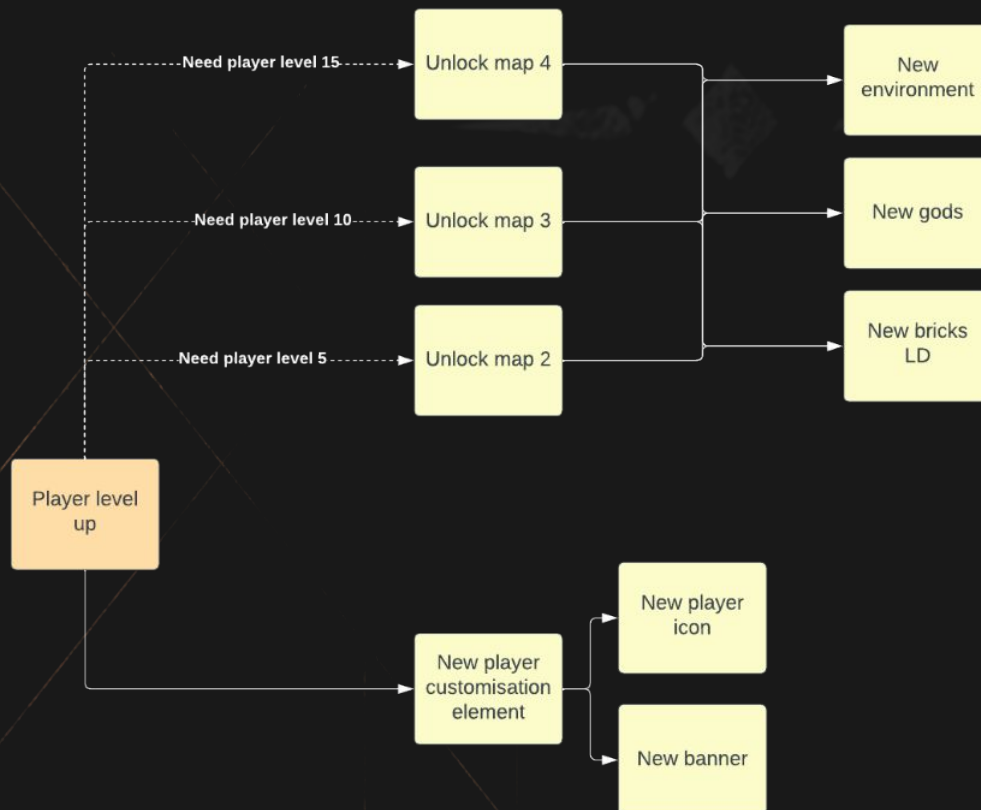 Need player level 15
Unlock map 4
New
environment
Need player level 10
Unlock map 3
New gods
Need player level 5
Unlock map 2
New bricks
LD
Player level
up
New player
customisation
element
New player
icon
New banner